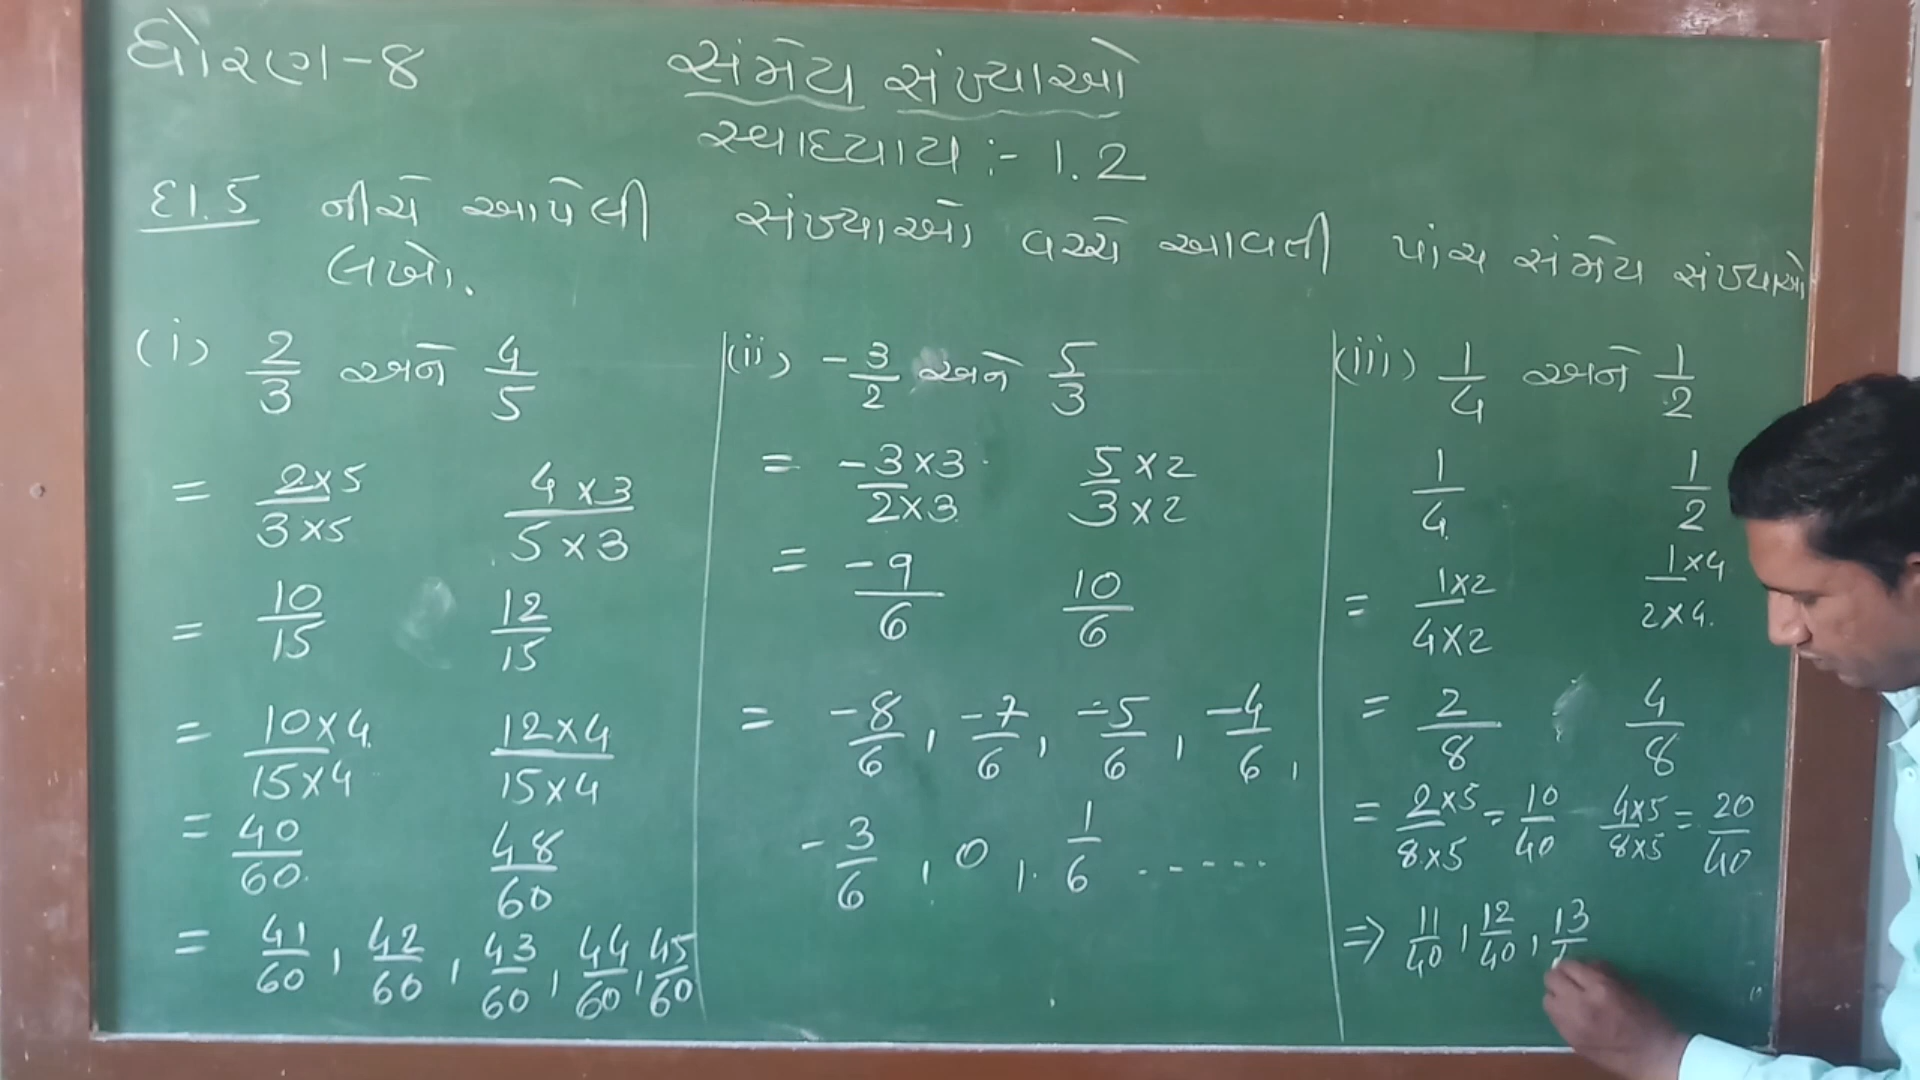 ધોરણ-8
સંમેય સંખ્યાઓ
સ્વાધ્યાય :- 1.2
દા.5 નીચે આપેલી સંખ્યાઓ વચ્ચે આવતી પાંચ સંમેય સંખ્યાઓ
લખો.
(i) 2/3 અને 4/5
= 2×5/3×5 4×3/5×3
= 10/15 12/15
= 10×4/15×4 12×4/15×4
= 40/60 48/60
= 41/60, 42/60, 43/60, 44/60, 45/60
(ii) -3/2 અને 5/3
= -3×3/2×3 5×2/3×2
= -9/6 10/6
= -8/6, -7/6, -5/6, -4/6,
-3/6, 0, 1/6 ------
(iii) 1/4 અને 1/2
1/4 1/2
= 1×2/4×2 1×4/2×4
= 2/8 4/8
= 2×5/8×5 = 10/40 4×5/8×5 = 20/40
⇒ 11/40, 12/40, 13